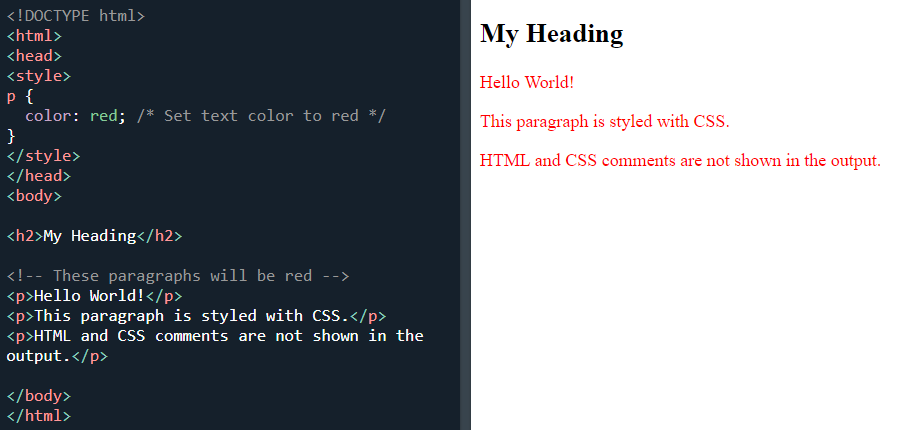 <!DOCTYPE html>
<html>
<head>
<style>
p {
  color: red; /* Set text color to red */
}
</style>
</head>
<body>

<h2>My Heading</h2>

<!-- These paragraphs will be red -->
<p>Hello World!</p>
<p>This paragraph is styled with CSS.</p>
<p>HTML and CSS comments are not shown in the
output.</p>

</body>
</html>

My Heading
Hello World!
This paragraph is styled with CSS.
HTML and CSS comments are not shown in the output.